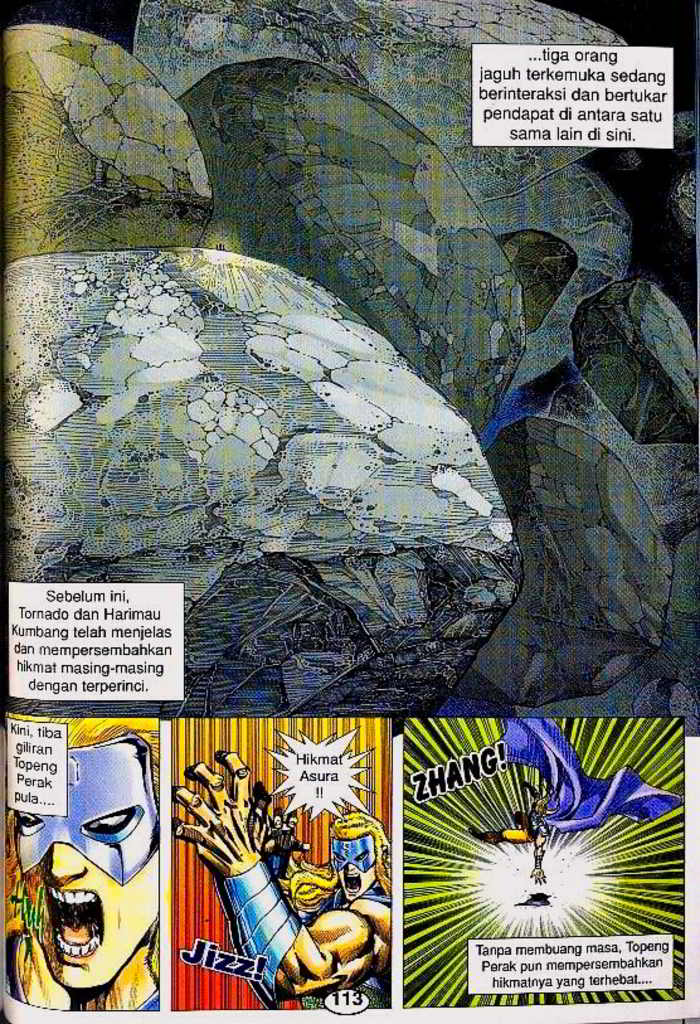 ...tiga orang
jaguh terkemuka sedang
berinteraksi dan bertukar
pendapat di antara satu
sama lain di sini.
Sebelum ini,
Tornado dan Harimau
Kumbang telah menjelas
dan mempersembahkan
hikmat masing-masing
dengan terperinci.
Kini, tiba
giliran
Topeng
Perak
pula....
Hikmat
Asura
!!
Jizz!
ZHANG!
Tanpa membuang masa, Topeng
Perak pun mempersembahkan
hikmatnya yang terhebat....
113